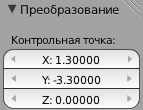 Преобразование
Контрольная точка:
X: 1.30000
Y: -3.30000
Z: 0.00000